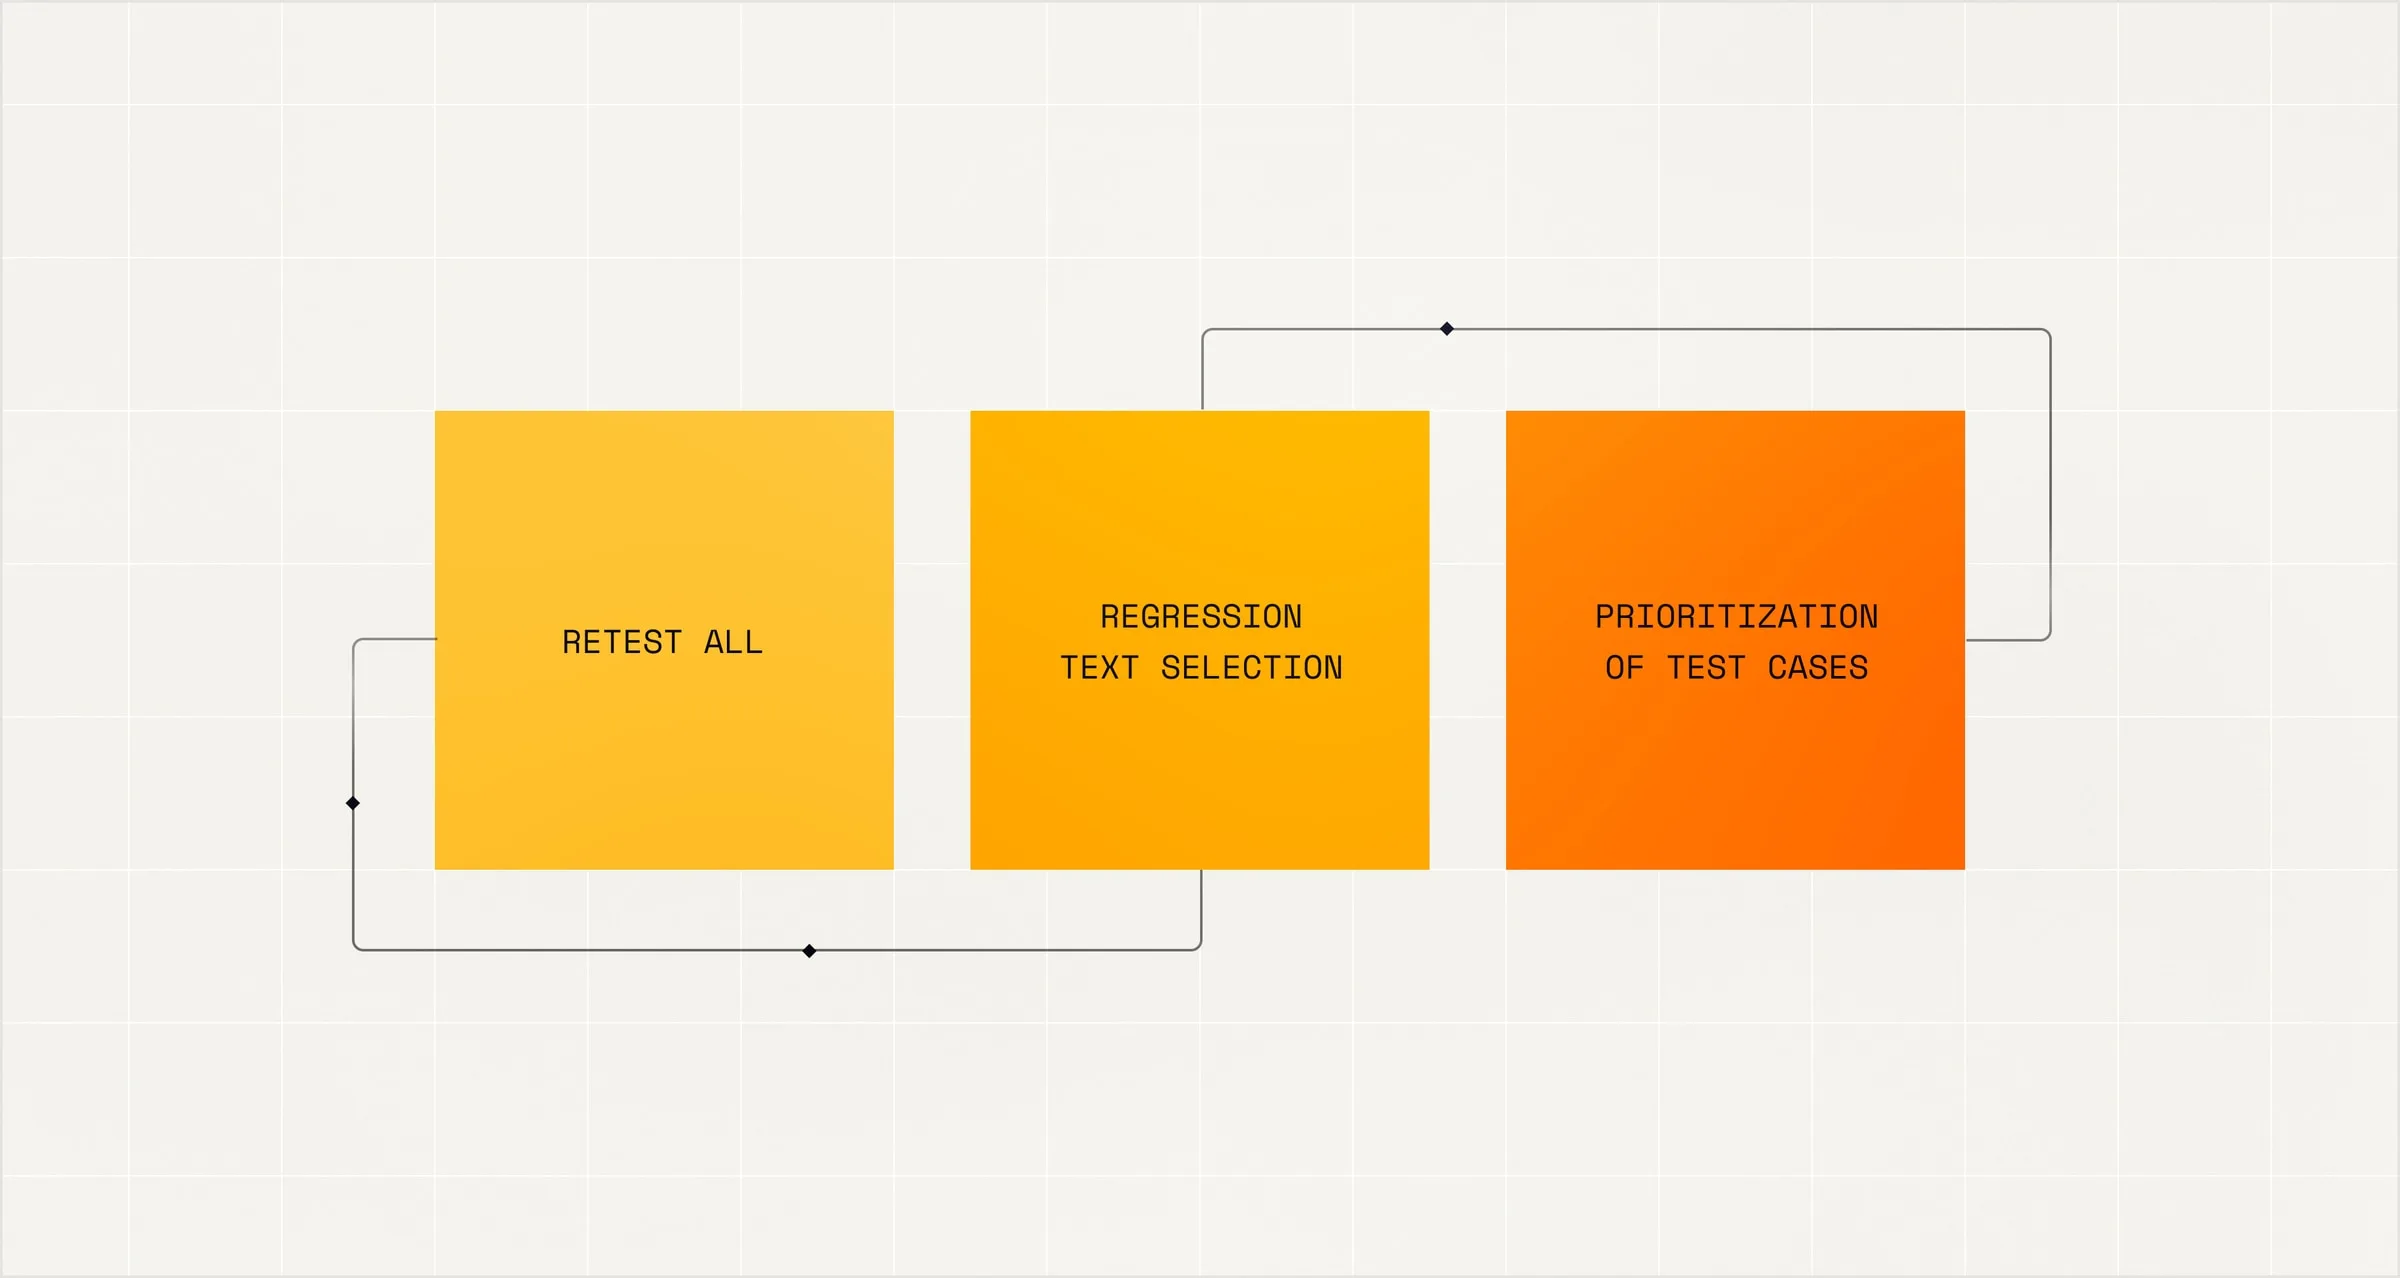 RETEST ALL
REGRESSION
TEXT SELECTION
PRIORITIZATION
OF TEST CASES